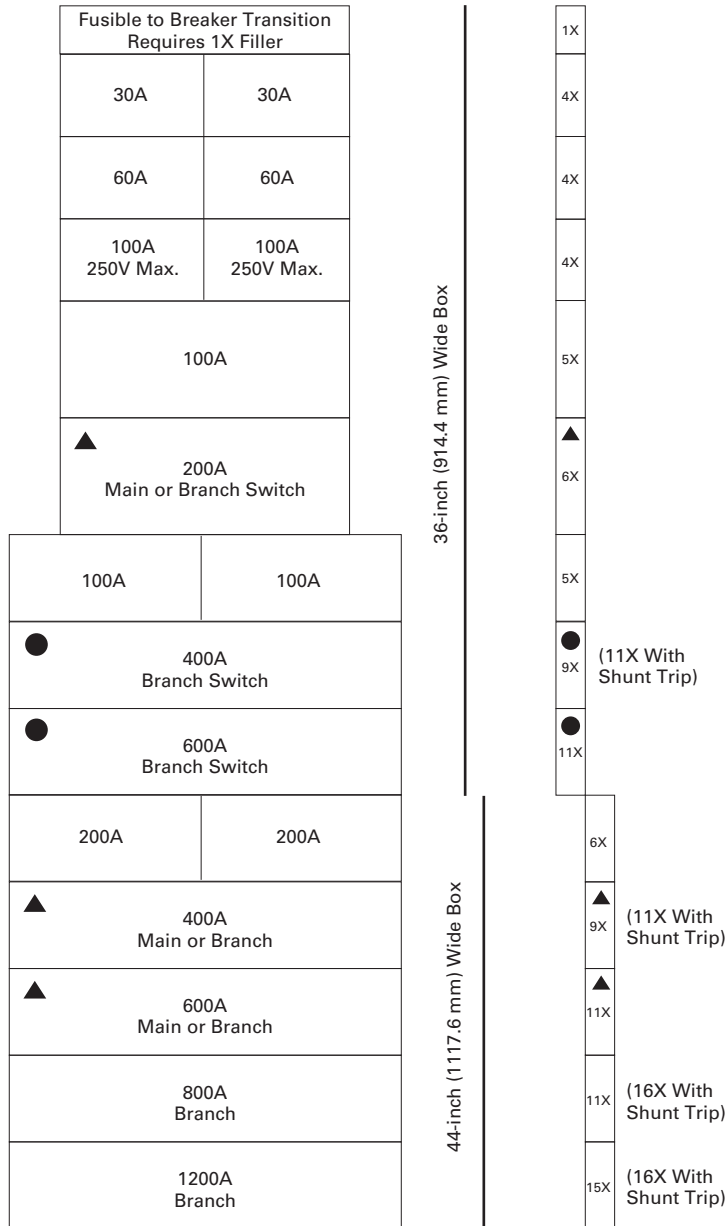 Fusible to Breaker Transition
Requires 1X Filler
1X
30A
30A
4X
60A
60A
4X
100A
250V Max.
100A
250V Max.
4X
100A
5X
200A
Main or Branch Switch
6X
36-inch (914.4 mm) Wide Box
100A
100A
5X
400A
Branch Switch
9X
(11X With
Shunt Trip)
600A
Branch Switch
11X
200A
200A
6X
400A
Main or Branch
9X
(11X With
Shunt Trip)
44-inch (1117.6 mm) Wide Box
600A
Main or Branch
11X
800A
Branch
11X
(16X With
Shunt Trip)
1200A
Branch
15X
(16X With
Shunt Trip)